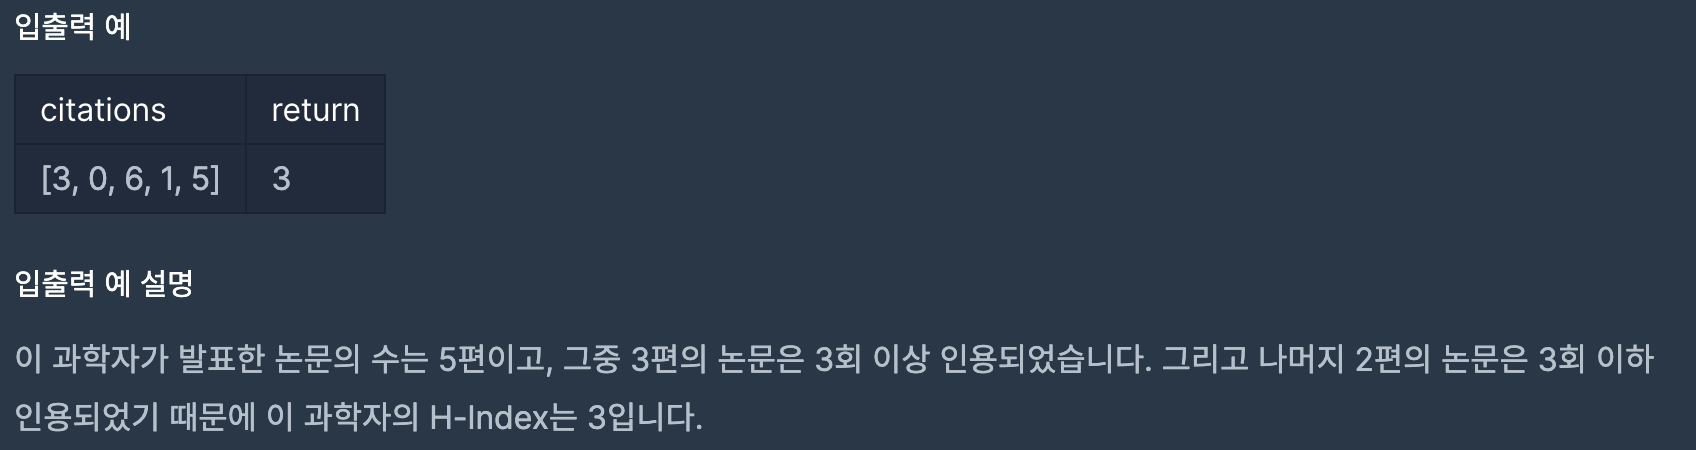 입출력 예
citations return
[3, 0, 6, 1, 5] 3
입출력 예 설명
이 과학자가 발표한 논문의 수는 5편이고, 그중 3편의 논문은 3회 이상 인용되었습니다. 그리고 나머지 2편의 논문은 3회 이하
인용되었기 때문에 이 과학자의 H-Index는 3입니다.